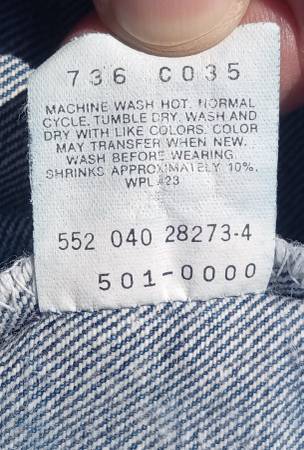 736 C035
MACHINE WASH HOT. NORMAL
CYCLE. TUMBLE DRY. WASH AND
DRY WITH LIKE COLORS. COLOR
MAY TRANSFER WHEN NEW.
WASH BEFORE WEARING.
SHRINKS APPROXIMATELY 10%.
WPL 423
552 040 28273-4
501-0000